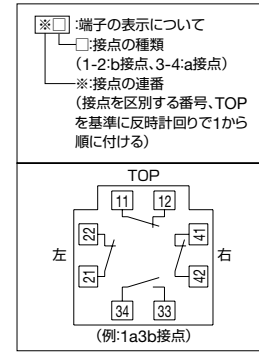 ※□:端子の表示について
□:接点の種類
(1-2:b接点、3-4:a接点)
※:接点の連番
(接点を区別する番号、TOP
を基準に反時計回りで1から
順に付ける)
TOP
11 12
22 41
左 右
21 42
34 33
(例:1a3b接点)